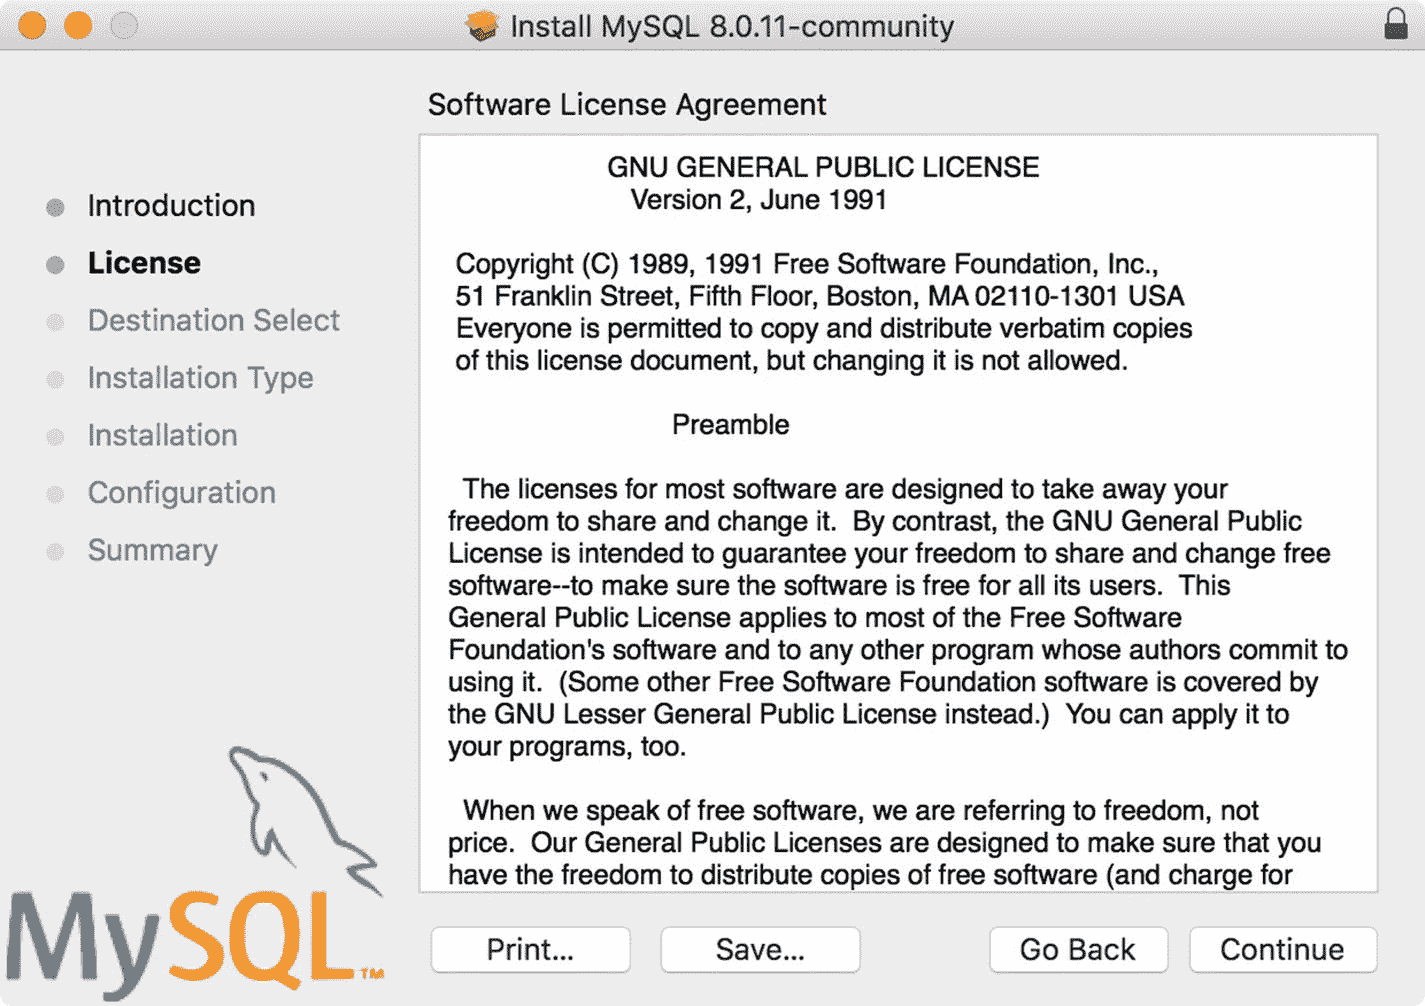 Install MySQL 8.0.11-community
Software License Agreement
Introduction
License
Destination Select
Installation Type
Installation
Configuration
Summary
GNU GENERAL PUBLIC LICENSE
Version 2, June 1991
Copyright (C) 1989, 1991 Free Software Foundation, Inc.,
51 Franklin Street, Fifth Floor, Boston, MA 02110-1301 USA
Everyone is permitted to copy and distribute verbatim copies
of this license document, but changing it is not allowed.
Preamble
The licenses for most software are designed to take away your
freedom to share and change it.  By contrast, the GNU General Public
License is intended to guarantee your freedom to share and change free
software--to make sure the software is free for all its users.  This
General Public License applies to most of the Free Software
Foundation's software and to any other program whose authors commit to
using it.  (Some other Free Software Foundation software is covered by
the GNU Lesser General Public License instead.)  You can apply it to
your programs, too.
When we speak of free software, we are referring to freedom, not
price.  Our General Public Licenses are designed to make sure that you
have the freedom to distribute copies of free software (and charge for
MySQL™
Print...
Save...
Go Back
Continue